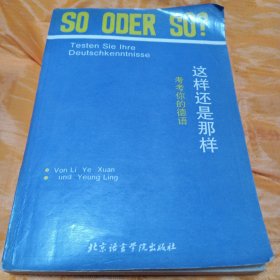 SO ODER SO?
Testen Sie Ihre
Deutschkenntnisse
这样还是那样
考考你的德语
• Von Li Ye Xuan
• und Yeung Ling
北京语言学院出版社